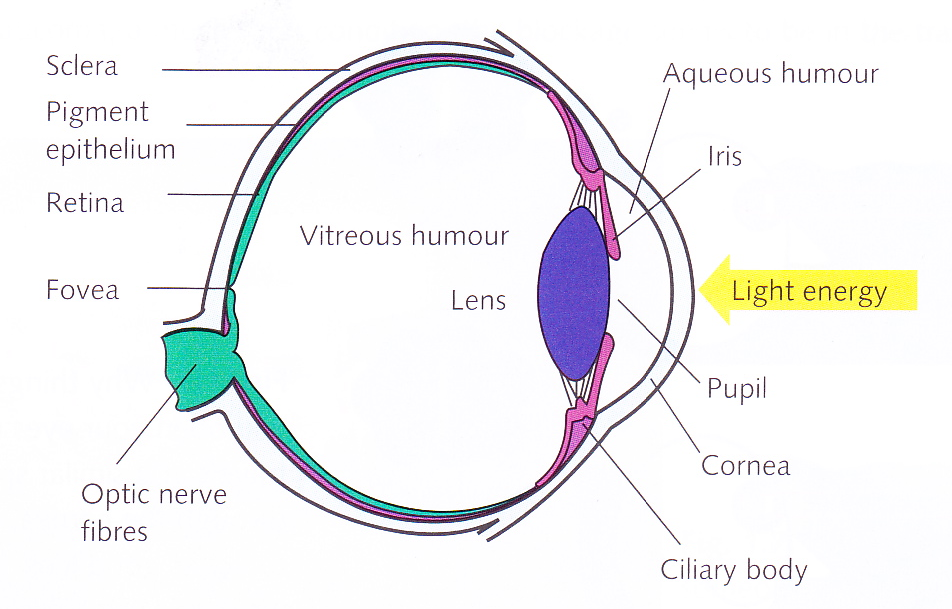 Sclera
Pigment
epithelium
Retina
Fovea
Optic nerve
fibres
Vitreous humour
Lens
Aqueous humour
Iris
Light energy
Pupil
Cornea
Ciliary body